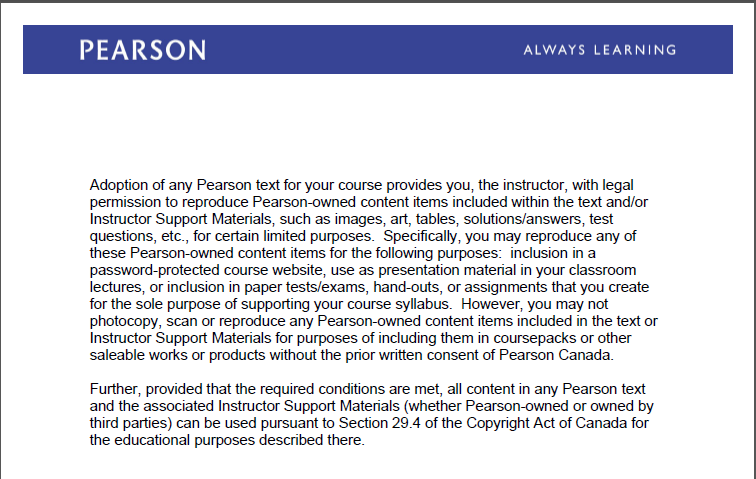 PEARSON
ALWAYS LEARNING
Adoption of any Pearson text for your course provides you, the instructor, with legal
permission to reproduce Pearson-owned content items included within the text and/or
Instructor Support Materials, such as images, art, tables, solutions/answers, test
questions, etc., for certain limited purposes.  Specifically, you may reproduce any of
these Pearson-owned content items for the following purposes:  inclusion in a
password-protected course website, use as presentation material in your classroom
lectures, or inclusion in paper tests/exams, hand-outs, or assignments that you create
for the sole purpose of supporting your course syllabus.  However, you may not
photocopy, scan or reproduce any Pearson-owned content items included in the text or
Instructor Support Materials for purposes of including them in coursepacks or other
saleable works or products without the prior written consent of Pearson Canada.
Further, provided that the required conditions are met, all content in any Pearson text
and the associated Instructor Support Materials (whether Pearson-owned or owned by
third parties) can be used pursuant to Section 29.4 of the Copyright Act of Canada for
the educational purposes described there.